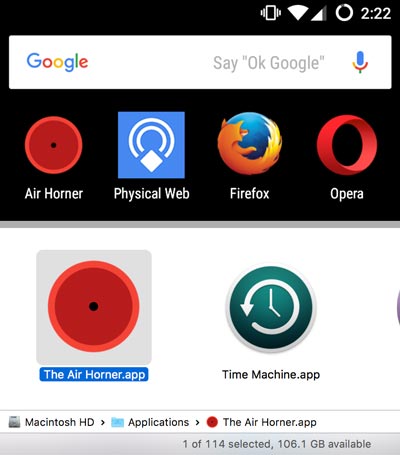 2:22
Google Say "Ok Google"
Air Horner Physical Web Firefox Opera
The Air Horner.app Time Machine.app
Macintosh HD › Applications › The Air Horner.app
1 of 114 selected, 106.1 GB available